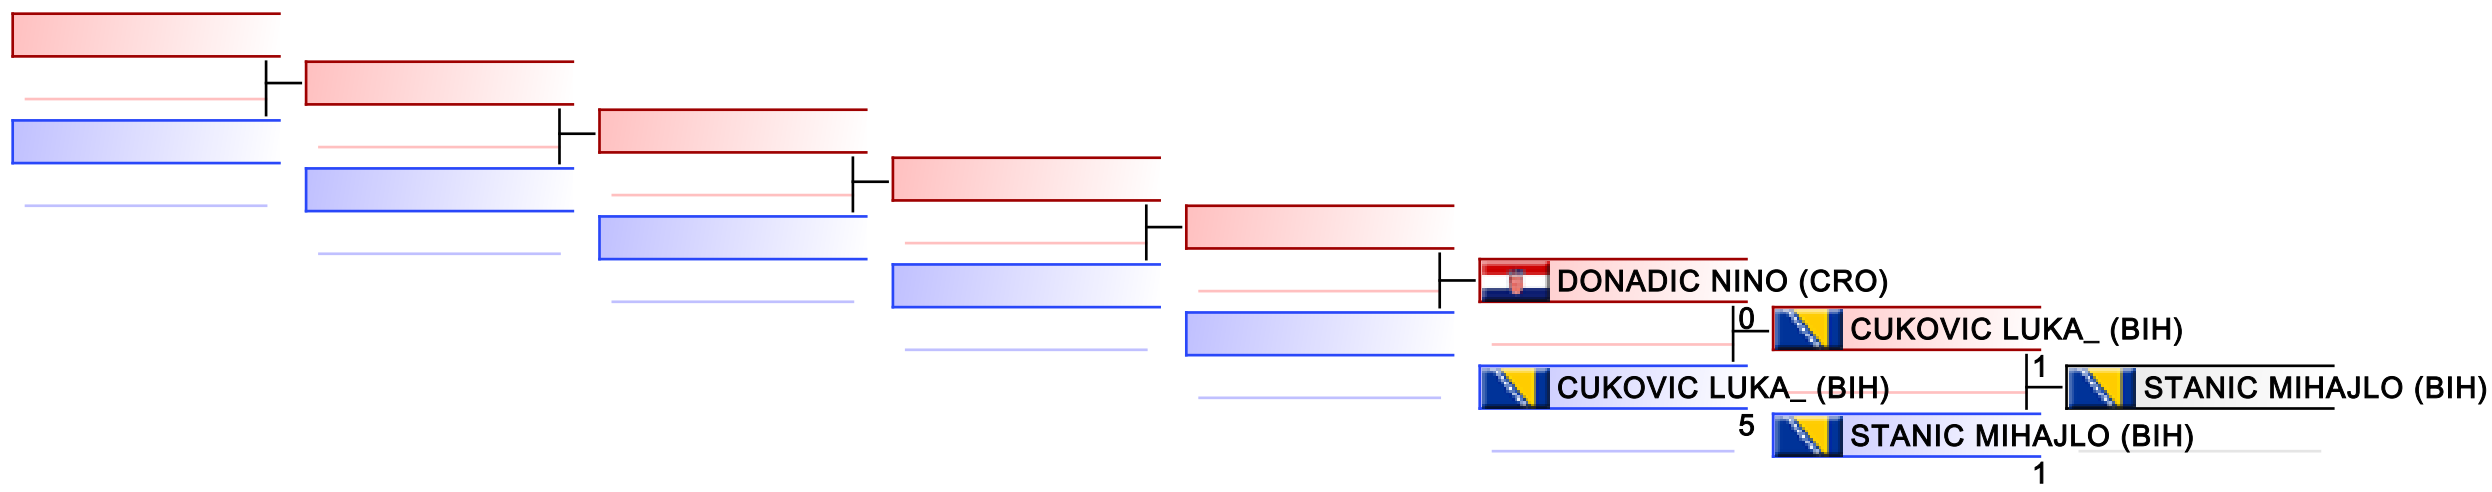 DONADIC NINO (CRO)
0
CUKOVIC LUKA_ (BIH)
CUKOVIC LUKA_ (BIH)
5
1
STANIC MIHAJLO (BIH)
STANIC MIHAJLO (BIH)
1